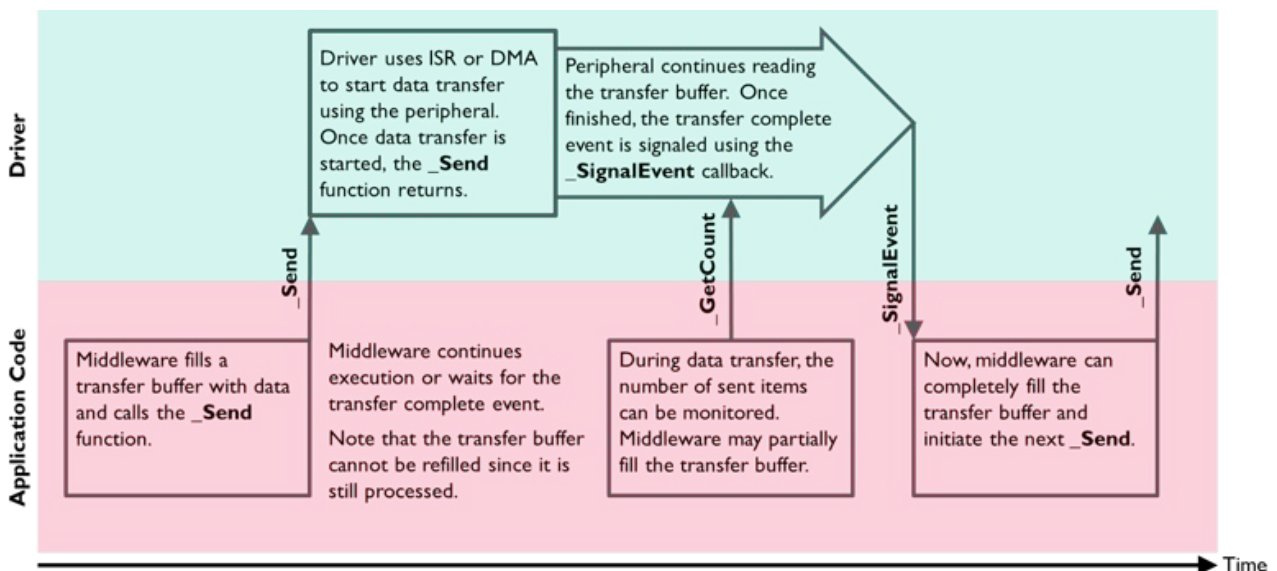 Driver
Driver uses ISR or DMA
to start data transfer
using the peripheral.
Once data transfer is
started, the _Send
function returns.
Peripheral continues reading
the transfer buffer. Once
finished, the transfer complete
event is signaled using the
_SignalEvent callback.
_Send
_GetCount
_SignalEvent
_Send
Application Code
Middleware fills a
transfer buffer with data
and calls the _Send
function.
Middleware continues
execution or waits for the
transfer complete event.
Note that the transfer buffer
cannot be refilled since it is
still processed.
During data transfer, the
number of sent items
can be monitored.
Middleware may partially
fill the transfer buffer.
Now, middleware can
completely fill the
transfer buffer and
initiate the next _Send.
Time